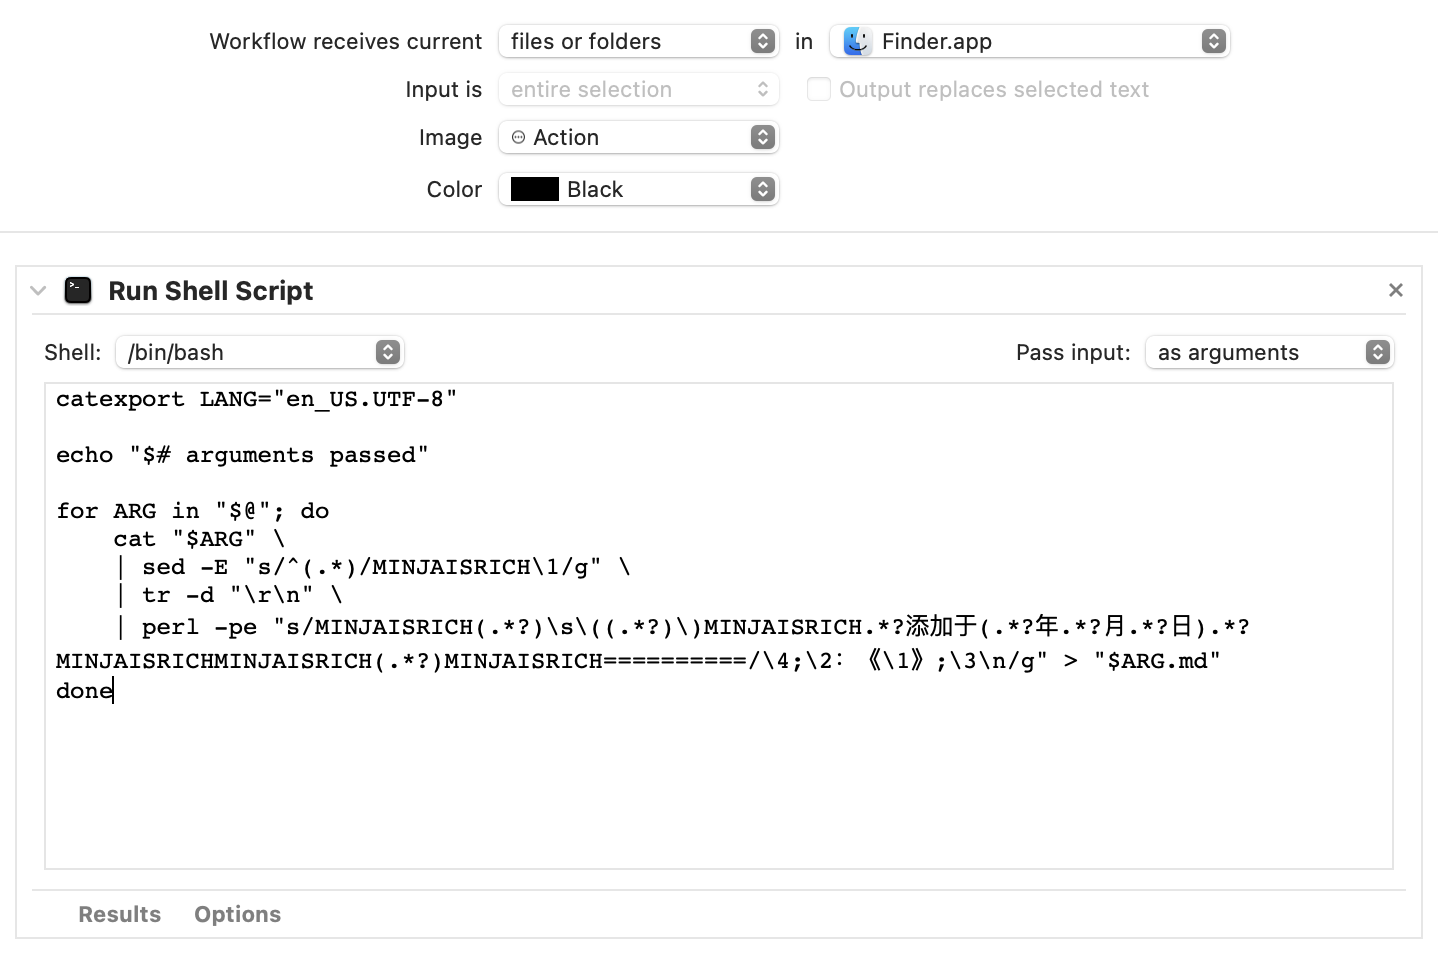 Workflow receives current files or folders in Finder.app
Input is entire selection Output replaces selected text
Image Action
Color Black
Run Shell Script
Shell: /bin/bash Pass input: as arguments
catexport LANG="en_US.UTF-8"
echo "$# arguments passed"
for ARG in "$@"; do
cat "$ARG" \
| sed -E "s/^(.*)/MINJAISRICH\1/g" \
| tr -d "\r\n" \
| perl -pe "s/MINJAISRICH(.*?)\s\((.*?)\)MINJAISRICH.*?添加于(.*?年.*?月.*?日).*?
MINJAISRICHMINJAISRICH(.*?)MINJAISRICH==========/\4;\2：《\1》;\3\n/g" > "$ARG.md"
done
Results Options